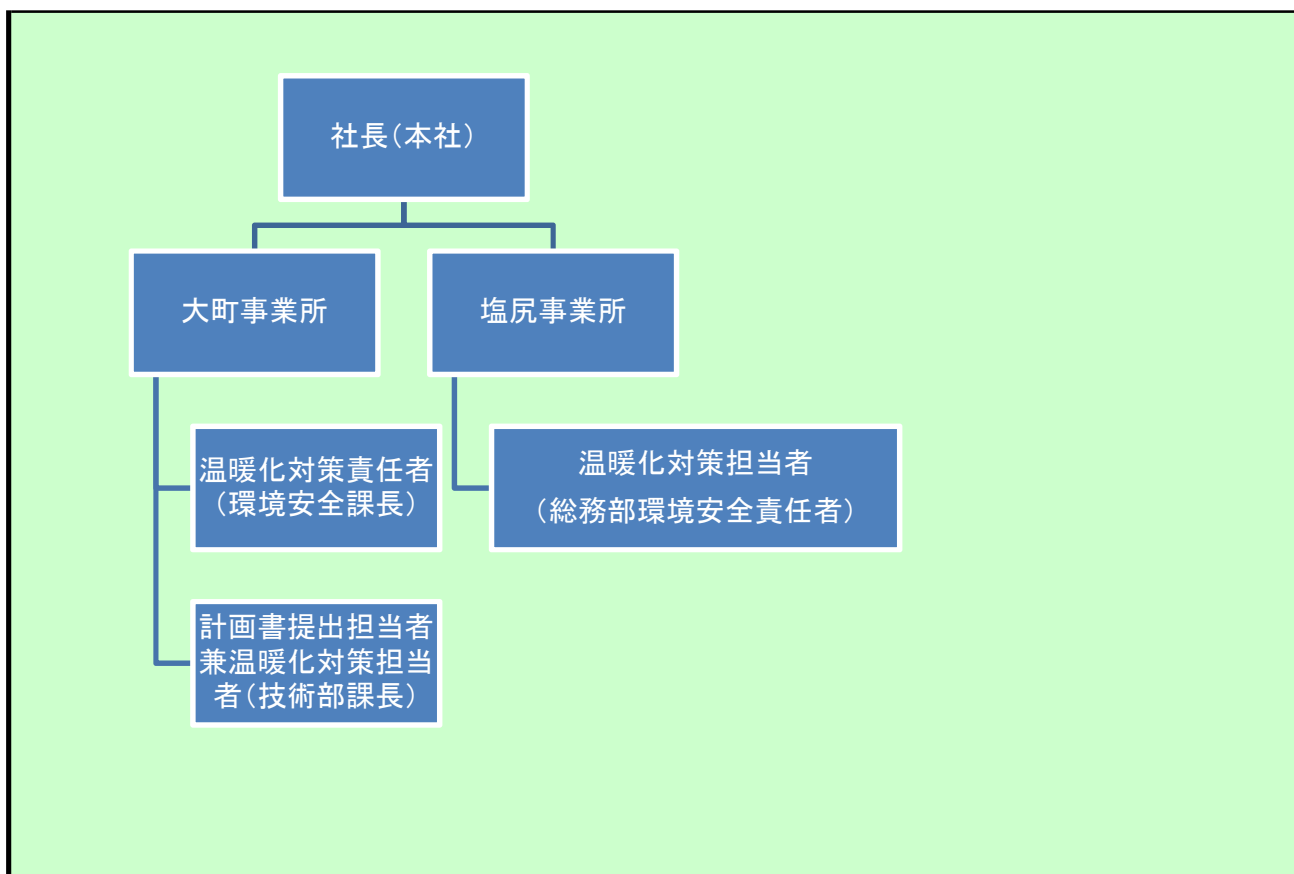 社長（本社）
大町事業所
塩尻事業所
温暖化対策責任者
（環境安全課長）
温暖化対策担当者
（総務部環境安全責任者）
計画書提出担当者
兼温暖化対策担当
者（技術部課長）